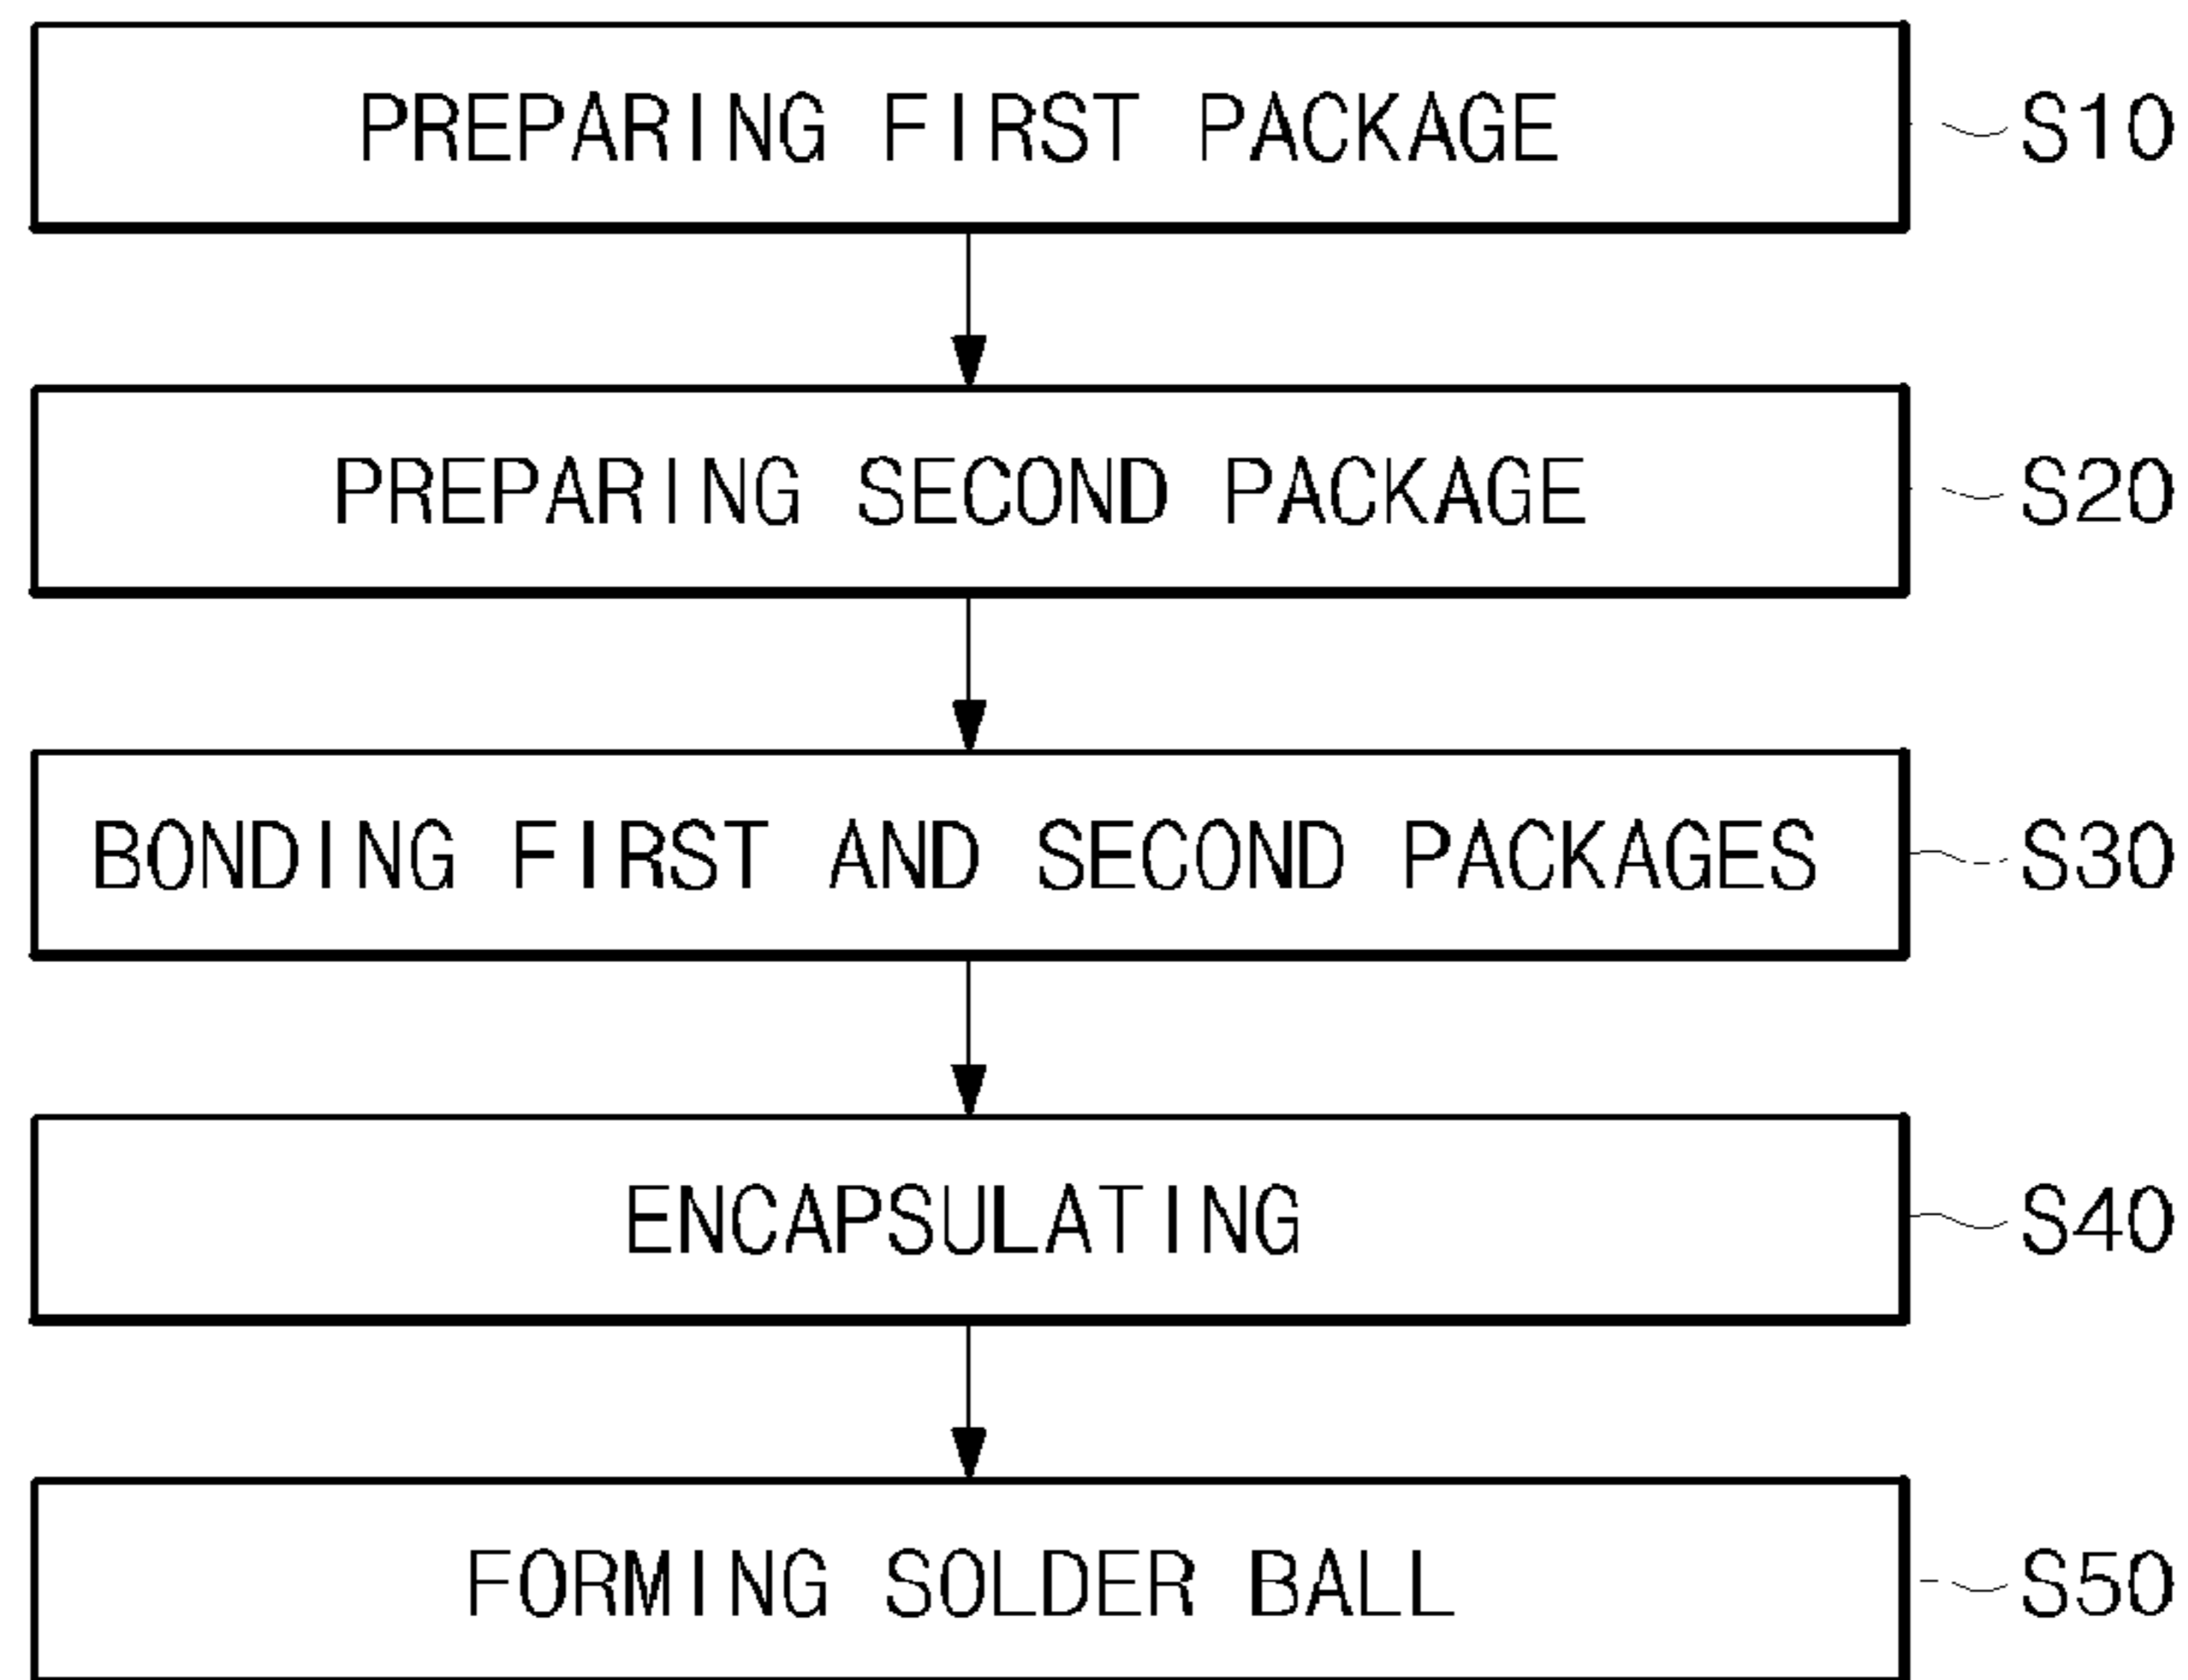 PREPARING FIRST PACKAGE S10
PREPARING SECOND PACKAGE S20
BONDING FIRST AND SECOND PACKAGES S30
ENCAPSULATING S40
FORMING SOLDER BALL S50